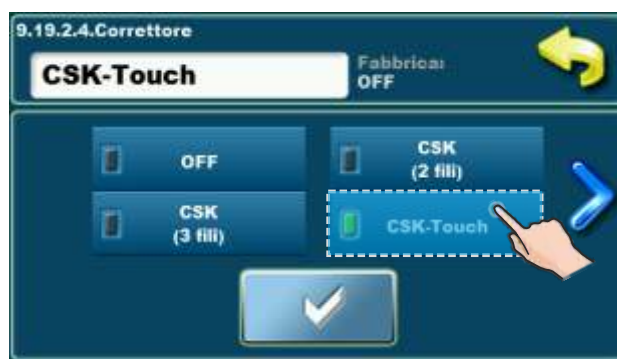 9.19.2.4.Correttore
CSK-Touch
Fabbrica:
OFF
OFF
CSK
(2 fili)
CSK
(3 fili)
CSK-Touch